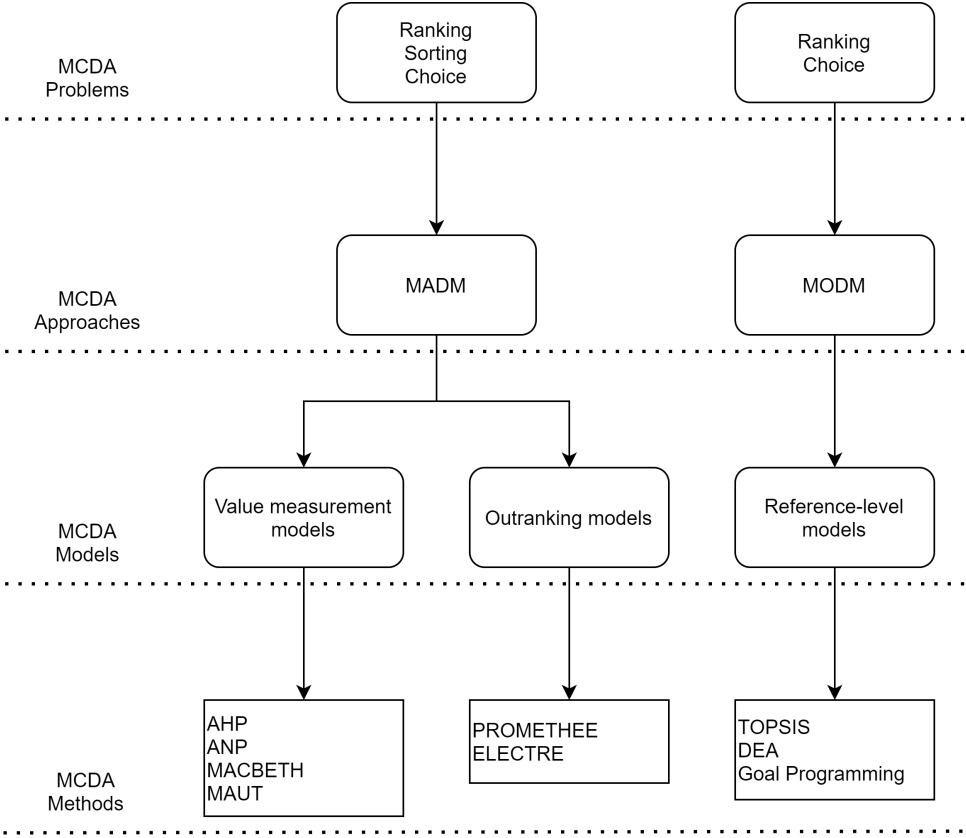 MCDA
Problems
Ranking
Sorting
Choice
Ranking
Choice
MCDA
Approaches
MADM
MODM
MCDA
Models
Value measurement
models
Outranking models
Reference-level
models
MCDA
Methods
AHP
ANP
MACBETH
MAUT
PROMETHEE
ELECTRE
TOPSIS
DEA
Goal Programming